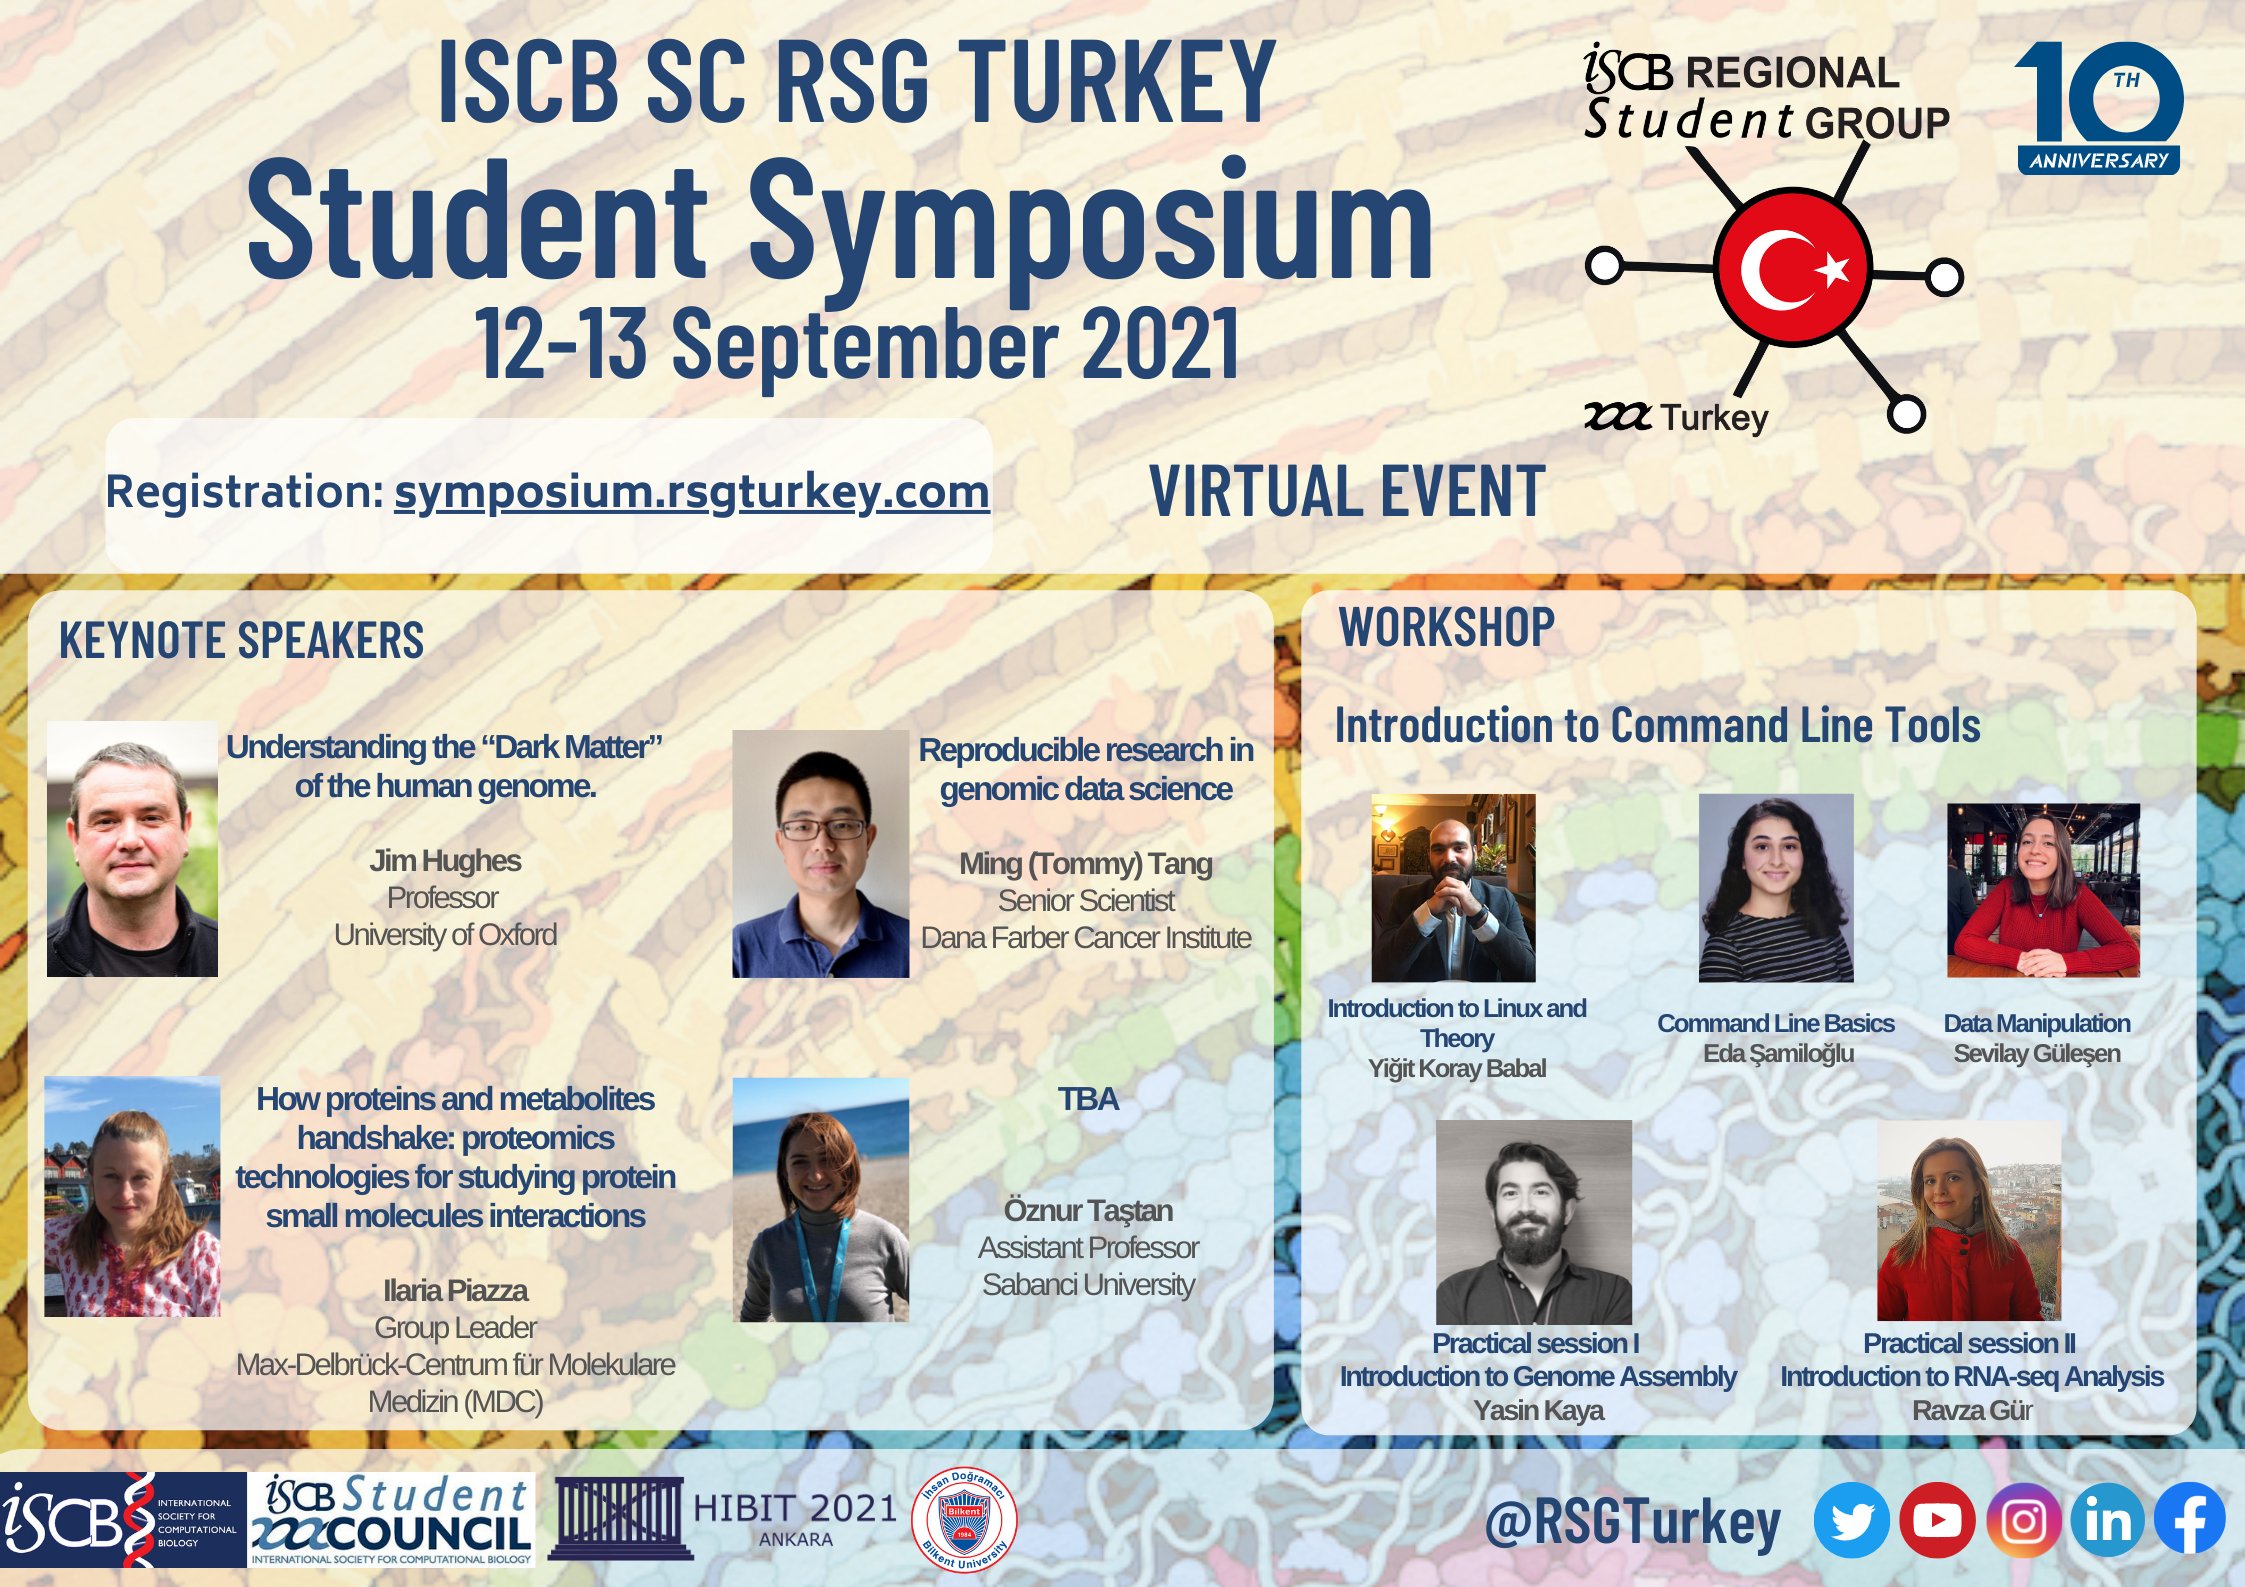 ISCB SC RSG TURKEY
Student Symposium
12-13 September 2021
iSCB REGIONAL
Student GROUP
Turkey
10TH
ANNIVERSARY
Registration: symposium.rsgturkey.com
VIRTUAL EVENT
KEYNOTE SPEAKERS
Understanding the “Dark Matter”
of the human genome.
Jim Hughes
Professor
University of Oxford
Reproducible research in
genomic data science
Ming (Tommy) Tang
Senior Scientist
Dana Farber Cancer Institute
How proteins and metabolites
handshake: proteomics
technologies for studying protein
small molecules interactions
Ilaria Piazza
Group Leader
Max-Delbrück-Centrum für Molekulare
Medizin (MDC)
TBA
Öznur Taştan
Assistant Professor
Sabanci University
WORKSHOP
Introduction to Command Line Tools
Introduction to Linux and
Theory
Yiğit Koray Babal
Command Line Basics
Eda Şamiloğlu
Data Manipulation
Sevilay Güleşen
Practical session I
Introduction to Genome Assembly
Yasin Kaya
Practical session II
Introduction to RNA-seq Analysis
Ravza Gür
iSCB
INTERNATIONAL
SOCIETY FOR
COMPUTATIONAL
BIOLOGY
iSCB Student
COUNCIL
INTERNATIONAL SOCIETY FOR COMPUTATIONAL BIOLOGY
HIBIT 2021
ANKARA
İhsan Doğramacı
Bilkent
1984
Bilkent University
@RSGTurkey
in